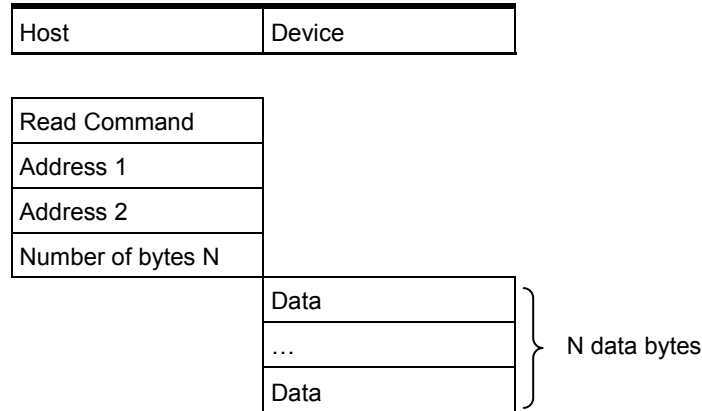 Host Device
Read Command
Address 1
Address 2
Number of bytes N
Data
… N data bytes
Data